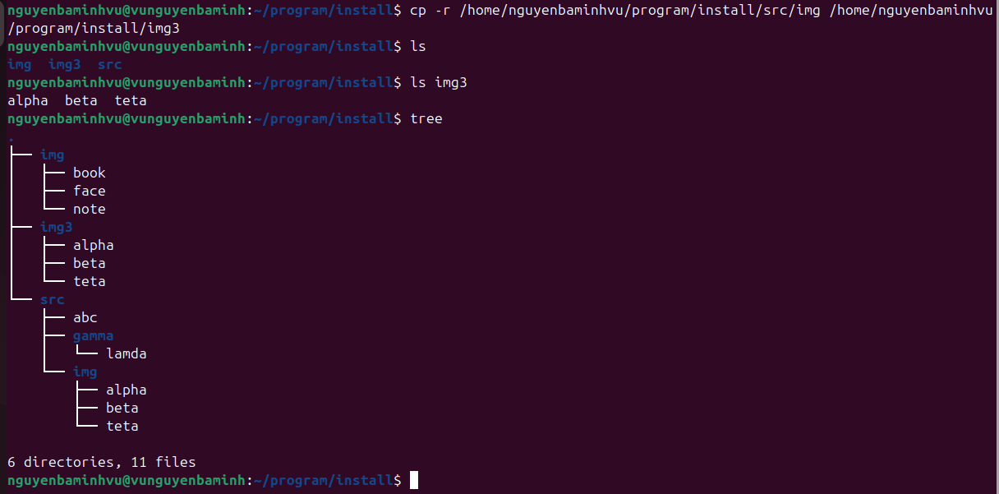 nguyenbaminhvu@vunguyenbaminh:~/program/install$ cp -r /home/nguyenbaminhvu/program/install/src/img /home/nguyenbaminhvu
/program/install/img3
nguyenbaminhvu@vunguyenbaminh:~/program/install$ ls
img  img3  src
nguyenbaminhvu@vunguyenbaminh:~/program/install$ ls img3
alpha  beta  teta
nguyenbaminhvu@vunguyenbaminh:~/program/install$ tree
.
├── img
│   ├── book
│   ├── face
│   └── note
├── img3
│   ├── alpha
│   ├── beta
│   └── teta
└── src
    ├── abc
    ├── gamma
    │   └── lamda
    └── img
        ├── alpha
        ├── beta
        └── teta

6 directories, 11 files
nguyenbaminhvu@vunguyenbaminh:~/program/install$